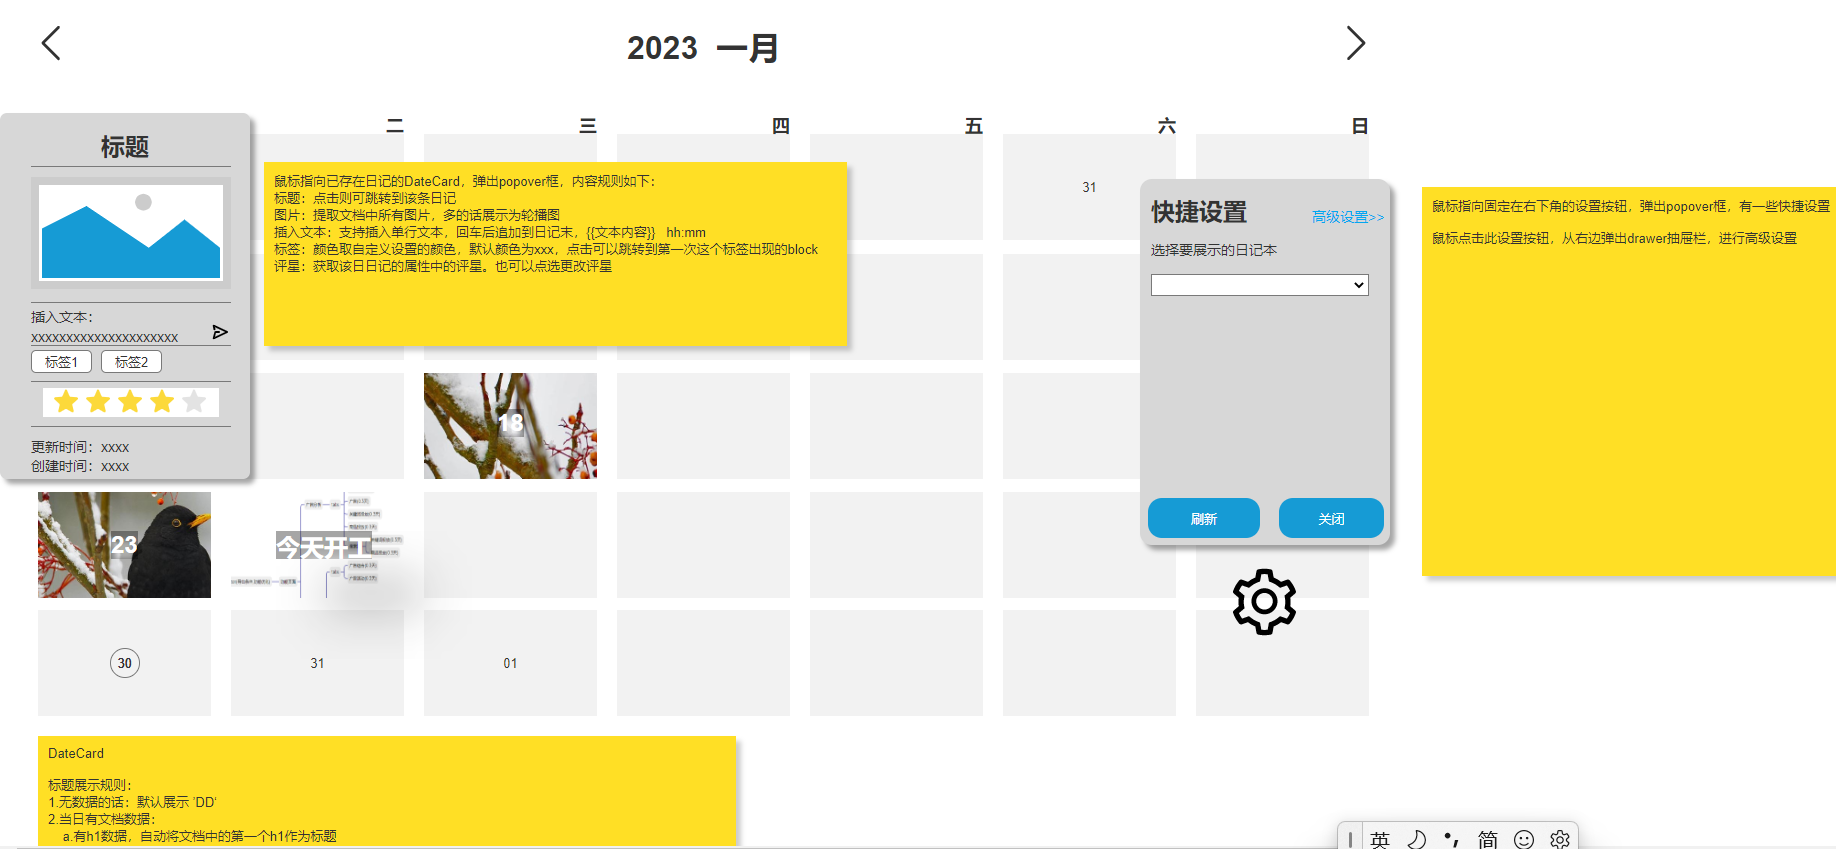 2023 一月
二
三
四
五
六
日
标题
插入文本：
xxxxxxxxxxxxxxxxxxxxx
标签1
标签2
更新时间：xxxx
创建时间：xxxx
鼠标指向已存在日记的DateCard，弹出popover框，内容规则如下：
标题：点击则可跳转到该条日记
图片：提取文档中所有图片，多的话展示为轮播图
插入文本：支持插入单行文本，回车后追加到日记末，{{文本内容}} hh:mm
标签：颜色取自定义设置的颜色，默认颜色为xxx，点击可以跳转到第一次这个标签出现的block
评星：获取该日日记的属性中的评星。也可以点选更改评星
31
快捷设置
高级设置>>
选择要展示的日记本
刷新
关闭
鼠标指向固定在右下角的设置按钮，弹出popover框，有一些快捷设置
鼠标点击此设置按钮，从右边弹出drawer抽屉栏，进行高级设置
18
23
今天开工
30
31
01
DateCard
标题展示规则：
1.无数据的话：默认展示 'DD'
2.当日有文档数据：
a.有h1数据，自动将文档中的第一个h1作为标题
英
简